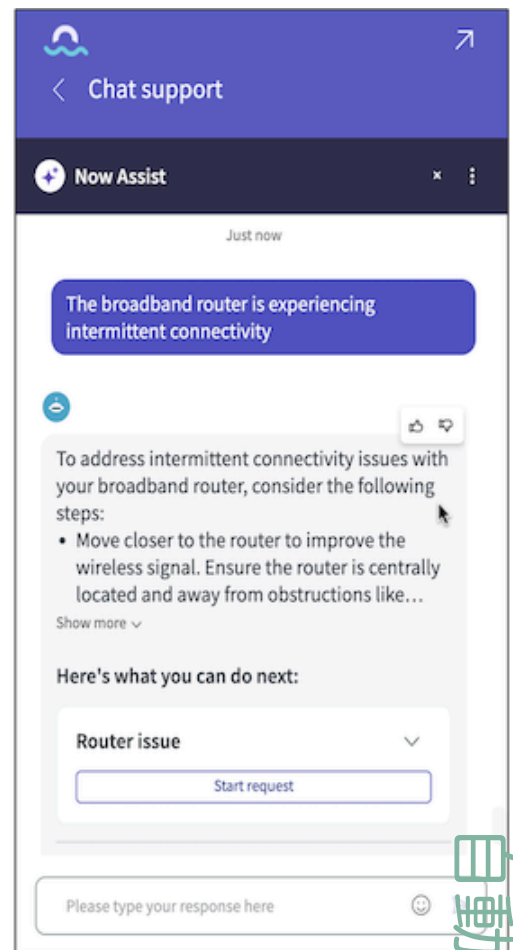 Chat support
Now Assist
Just now
The broadband router is experiencing
intermittent connectivity
To address intermittent connectivity issues with
your broadband router, consider the following
steps:
• Move closer to the router to improve the
wireless signal. Ensure the router is centrally
located and away from obstructions like...
Show more
Here's what you can do next:
Router issue
Start request
Please type your response here